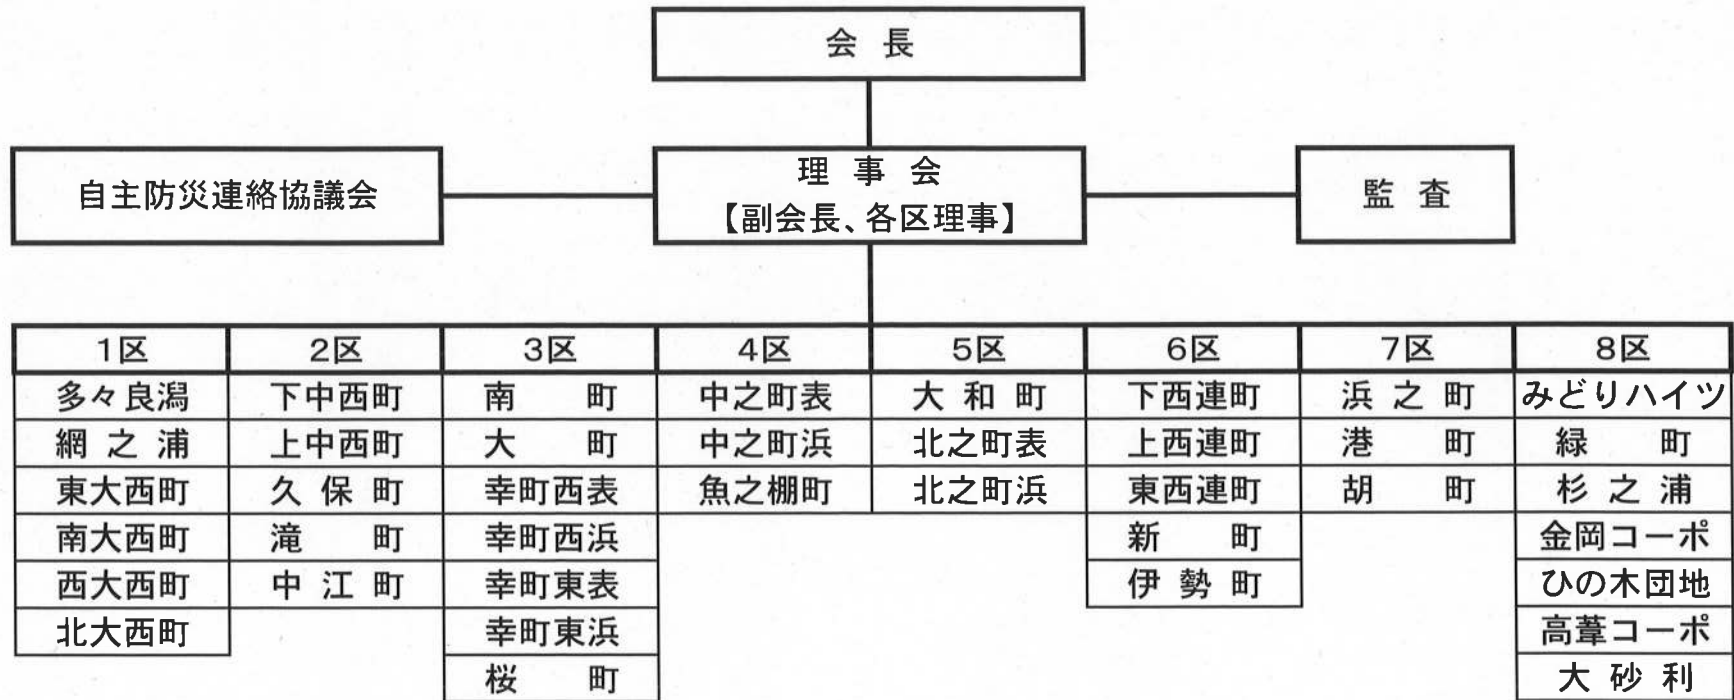 会 長
自主防災連絡協議会
理 事 会
【副会長、各区理事】
監 査
1区 2区 3区 4区 5区 6区 7区 8区
多々良潟 下中西町 南 町 中之町表 大 和 町 下西連町 浜 之 町 みどりハイツ
網 之 浦 上中西町 大 町 中之町浜 北之町表 上西連町 港 町 緑 町
東大西町 久 保 町 幸町西表 魚之棚町 北之町浜 東西連町 胡 町 杉 之 浦
南大西町 滝 町 幸町西浜 新 町 金岡コーポ
西大西町 中 江 町 幸町東表 伊 勢 町 ひの木団地
北大西町 幸町東浜 高葦コーポ
桜 町 大 砂 利